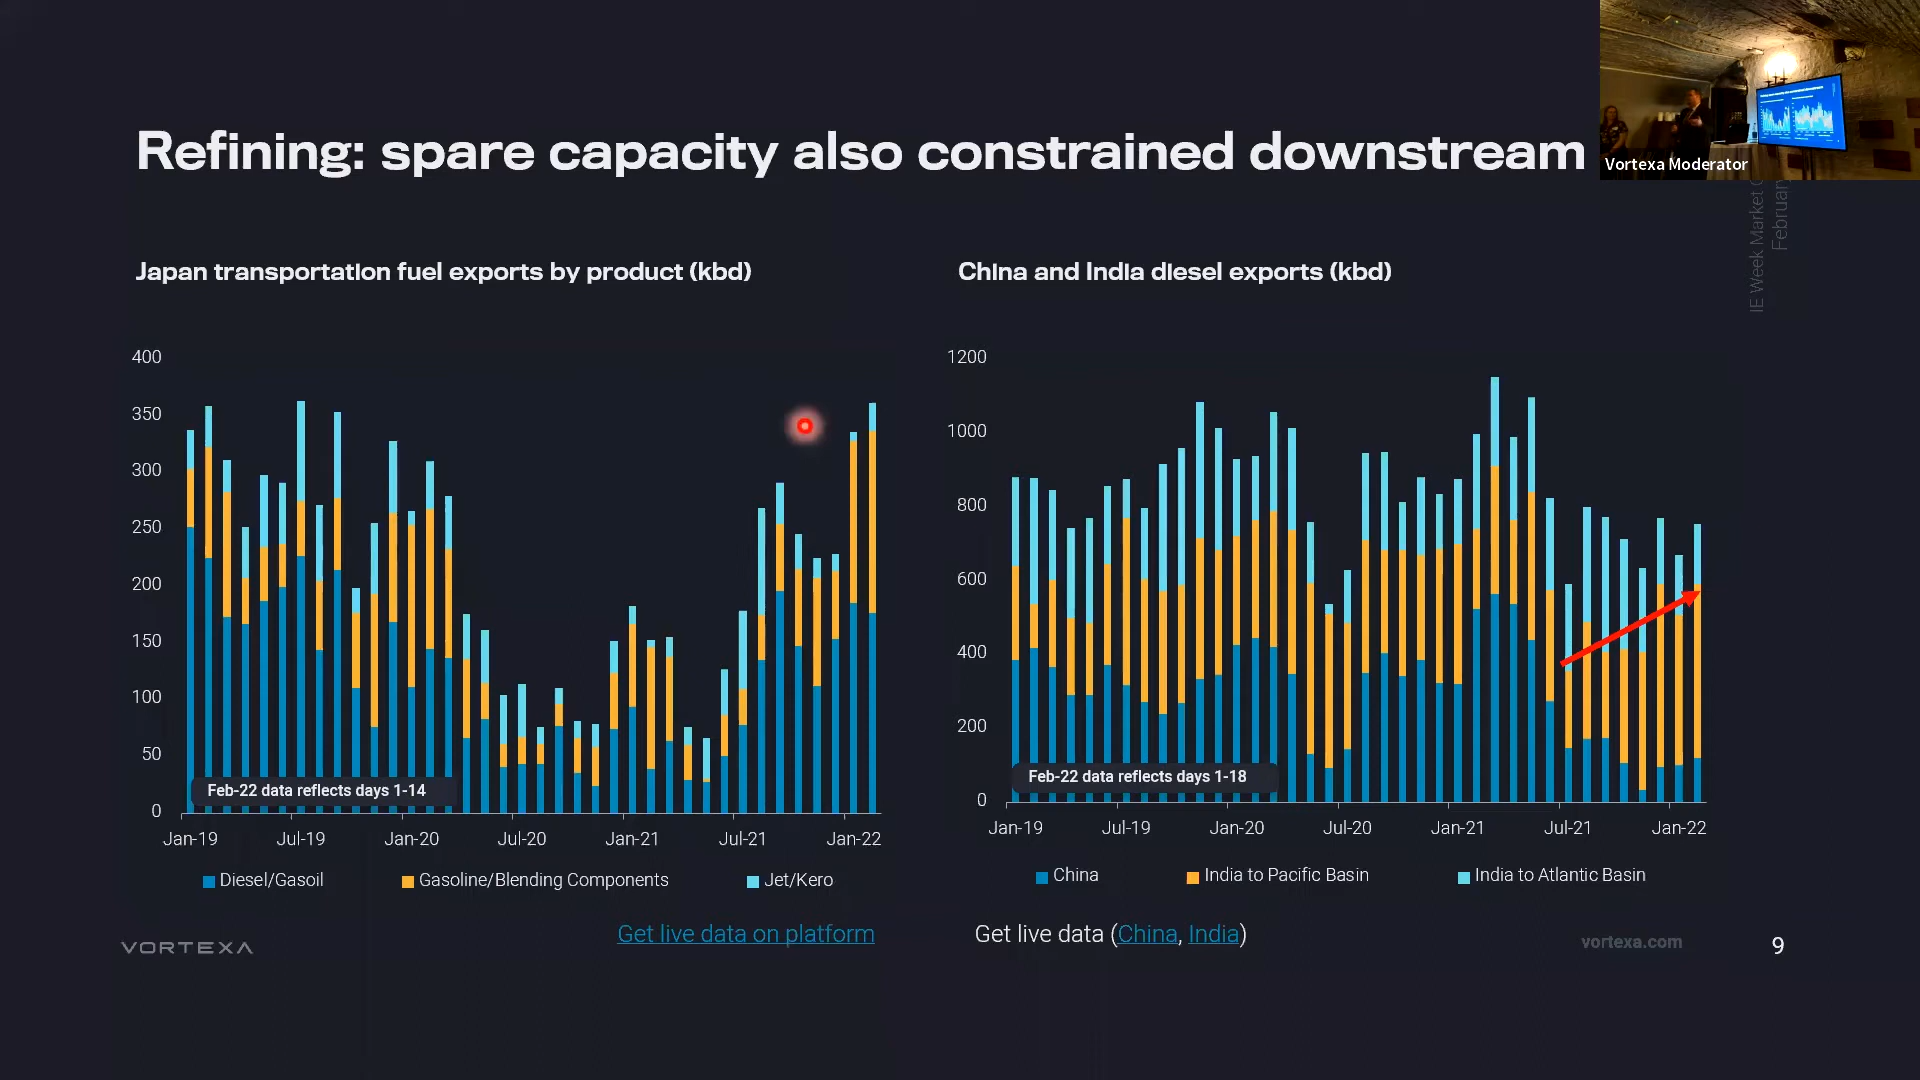 Refining: spare capacity also constrained downstream
Vortexa Moderator
IE Week Market
February
Japan transportation fuel exports by product (kbd)
400
350
300
250
200
150
100
50
0
Feb-22 data reflects days 1-14
Jan-19 Jul-19 Jan-20 Jul-20 Jan-21 Jul-21 Jan-22
Diesel/Gasoil Gasoline/Blending Components Jet/Kero
Get live data on platform
China and India diesel exports (kbd)
1200
1000
800
600
400
200
0
Feb-22 data reflects days 1-18
Jan-19 Jul-19 Jan-20 Jul-20 Jan-21 Jul-21 Jan-22
China India to Pacific Basin India to Atlantic Basin
Get live data (China, India)
VORTEXA
vortexa.com
9